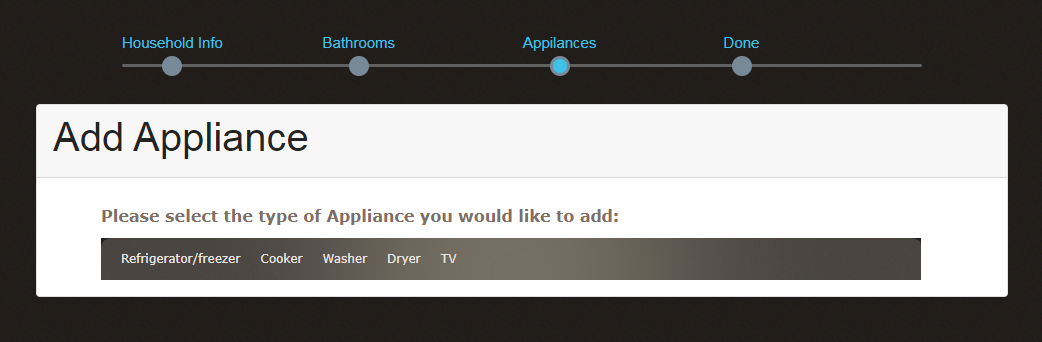 Household Info Bathrooms Appilances Done
Add Appliance
Please select the type of Appliance you would like to add:
Refrigerator/freezer Cooker Washer Dryer TV